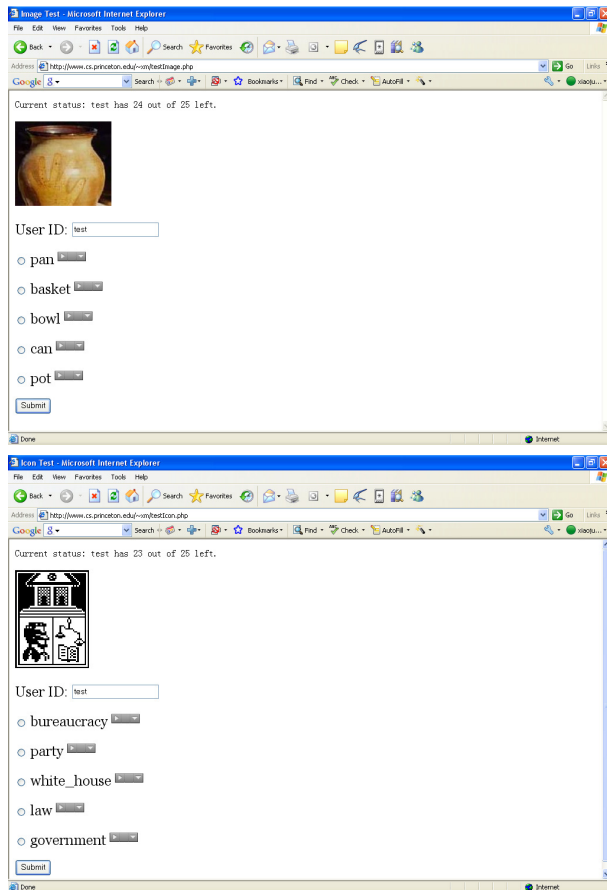 Image Test - Microsoft Internet Explorer
File Edit View Favorites Tools Help
Back Search Favorites
Address http://www.cs.princeton.edu/~xm/testImage.php Go Links
Google Search Bookmarks Find Check AutoFill xiaoju...
Current status: test has 24 out of 25 left.
User ID: test
pan
basket
bowl
can
pot
Submit
Done Internet
Icon Test - Microsoft Internet Explorer
File Edit View Favorites Tools Help
Back Search Favorites
Address http://www.cs.princeton.edu/~xm/testIcon.php Go Links
Google Search Bookmarks Find Check AutoFill xiaoju...
Current status: test has 23 out of 25 left.
User ID: test
bureaucracy
party
white_house
law
government
Submit
Done Internet